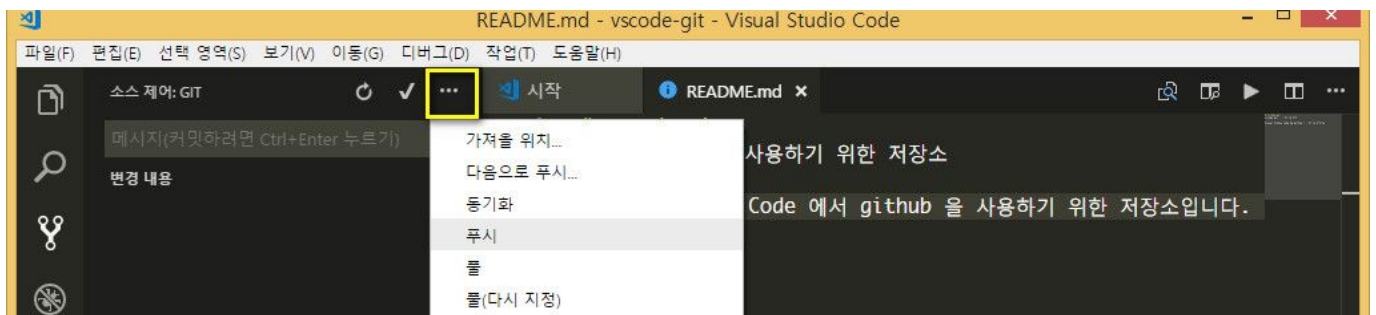 README.md - vscode-git - Visual Studio Code
파일(F) 편집(E) 선택 영역(S) 보기(V) 이동(G) 디버그(D) 작업(T) 도움말(H)
소스 제어: GIT ··· 시작 README.md ×
메시지(커밋하려면 Ctrl+Enter 누르기)
변경 내용
가져올 위치...
다음으로 푸시...
동기화
푸시
풀
풀(다시 지정)
사용하기 위한 저장소
Code 에서 github 을 사용하기 위한 저장소입니다.